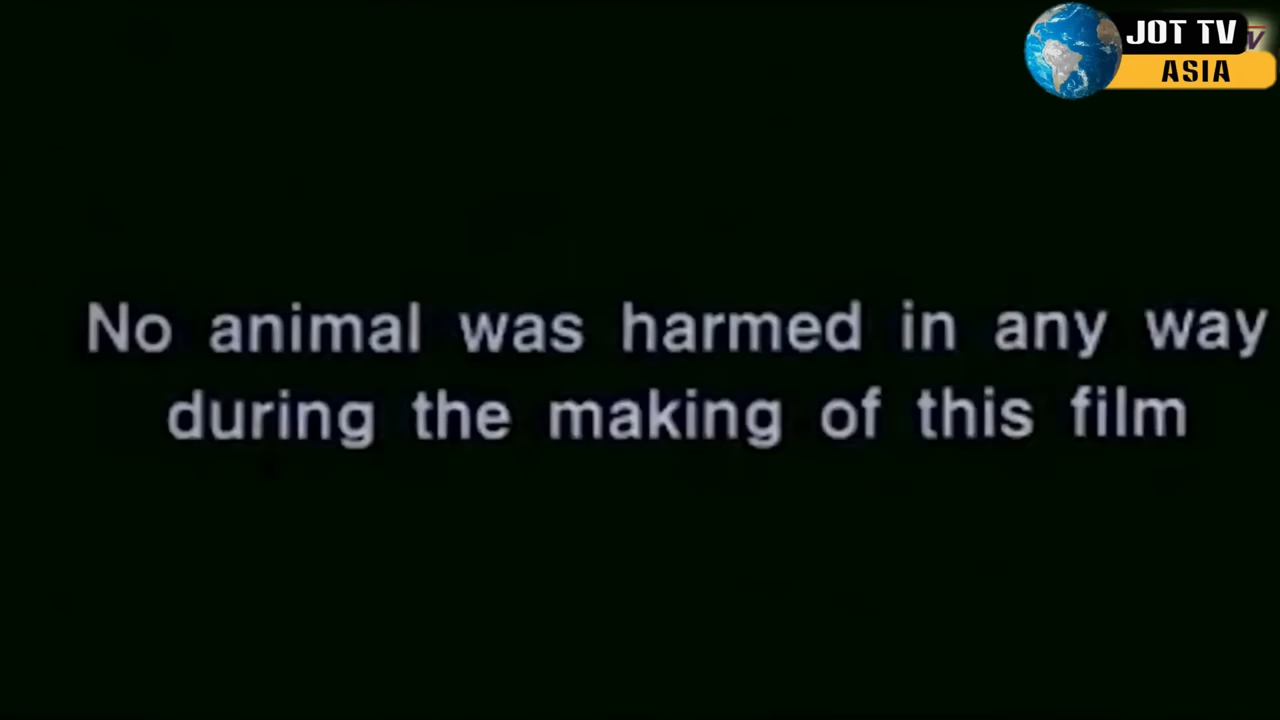 JOT TV
ASIA
No animal was harmed in any way
during the making of this film